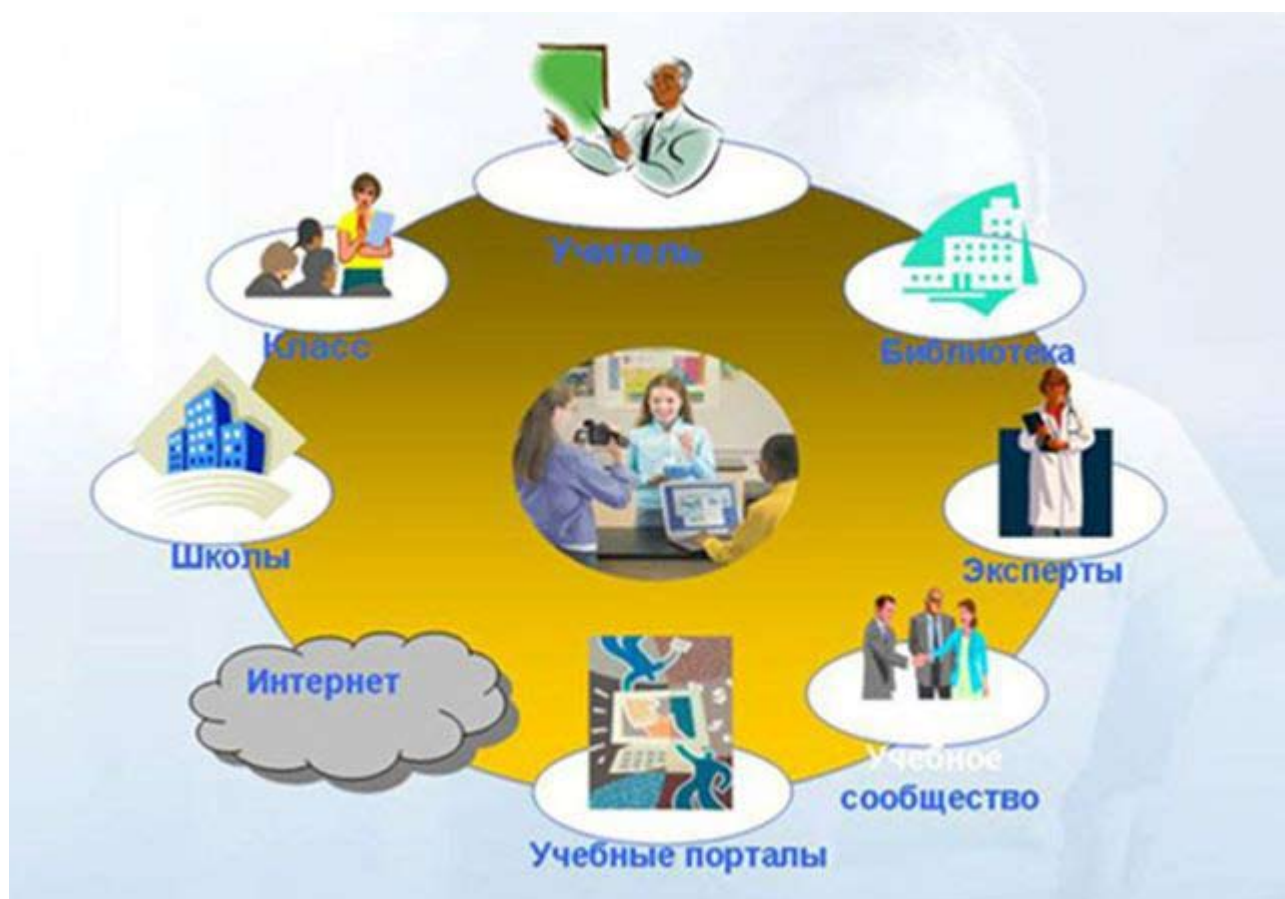 Учитель
Класс
Библиотека
Школы
Эксперты
Интернет
Учебное
сообщество
Учебные порталы